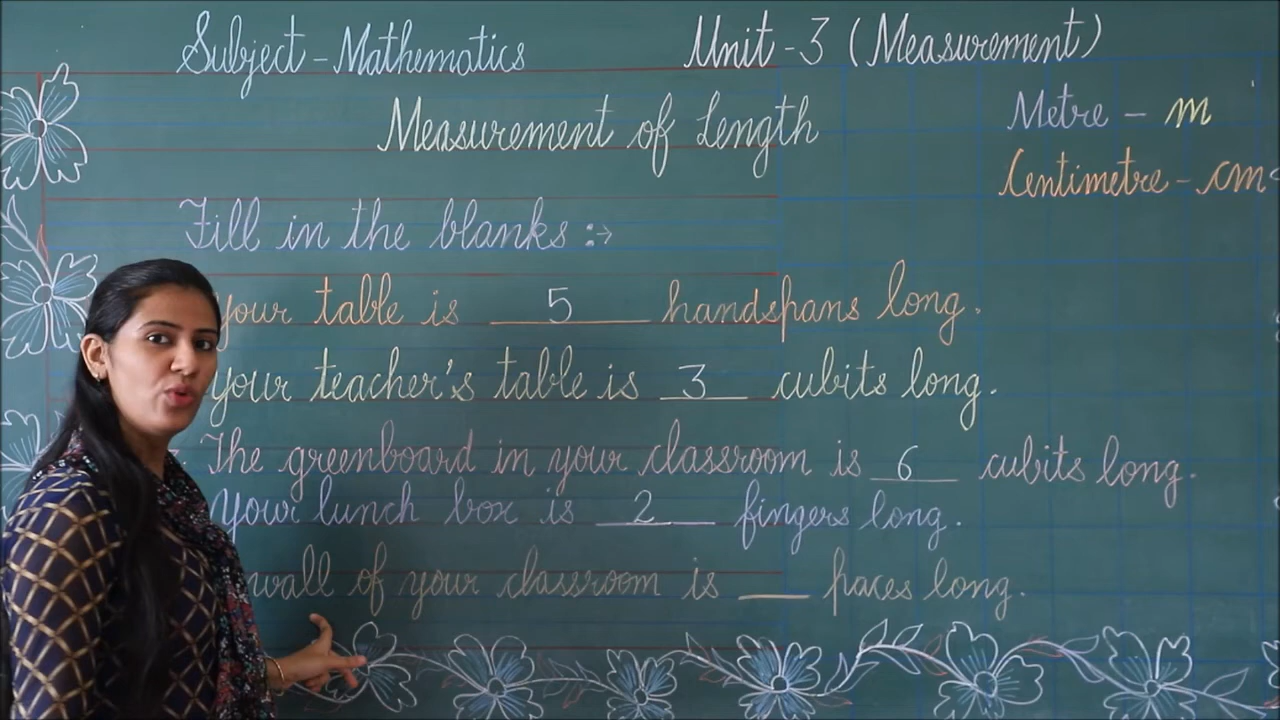 Subject - Mathematics Unit - 3 (Measurement)
Measurement of Length
Metre - m
Centimetre - cm
Fill in the blanks :→
your table is 5 handspans long.
your teacher's table is 3 cubits long.
The greenboard in your classroom is 6 cubits long.
Your lunch box is 2 fingers long.
wall of your classroom is ___ paces long.